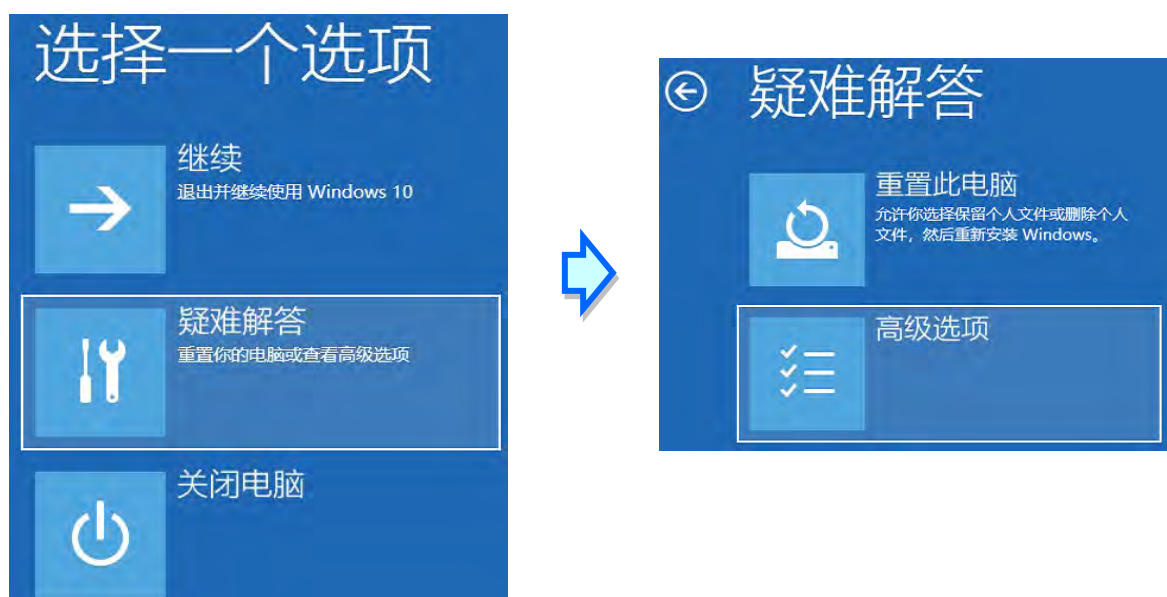 选择一个选项
继续
退出并继续使用 Windows 10
疑难解答
重置你的电脑或查看高级选项
关闭电脑
疑难解答
重置此电脑
允许你选择保留个人文件或删除个人
文件，然后重新安装 Windows。
高级选项